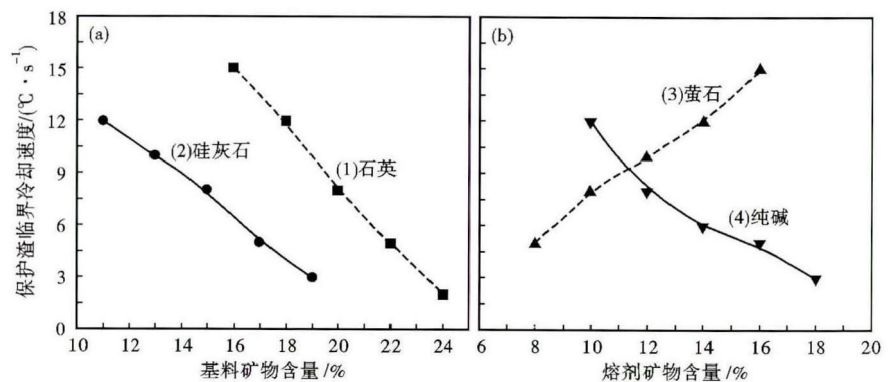 保护渣临界冷却速度/(℃·s⁻¹)
18
15
12
9
6
3
0
(a)
(2)硅灰石
(1)石英
10 12 14 16 18 20 22 24
基料矿物含量/%
(b)
(3)萤石
(4)纯碱
6 8 10 12 14 16 18 20
熔剂矿物含量/%